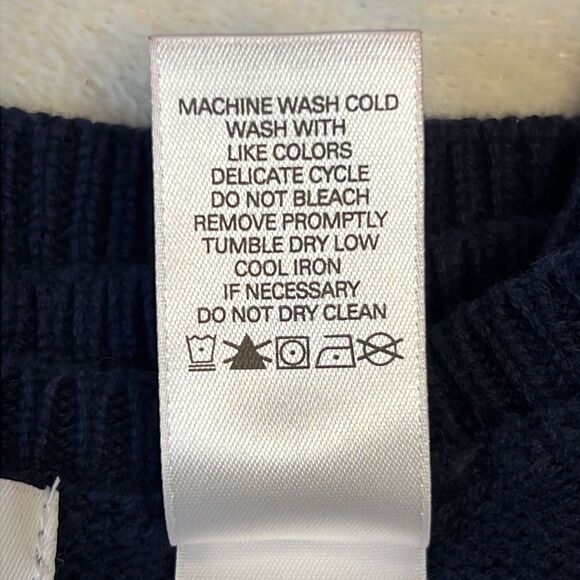 MACHINE WASH COLD
WASH WITH
LIKE COLORS
DELICATE CYCLE
DO NOT BLEACH
REMOVE PROMPTLY
TUMBLE DRY LOW
COOL IRON
IF NECESSARY
DO NOT DRY CLEAN